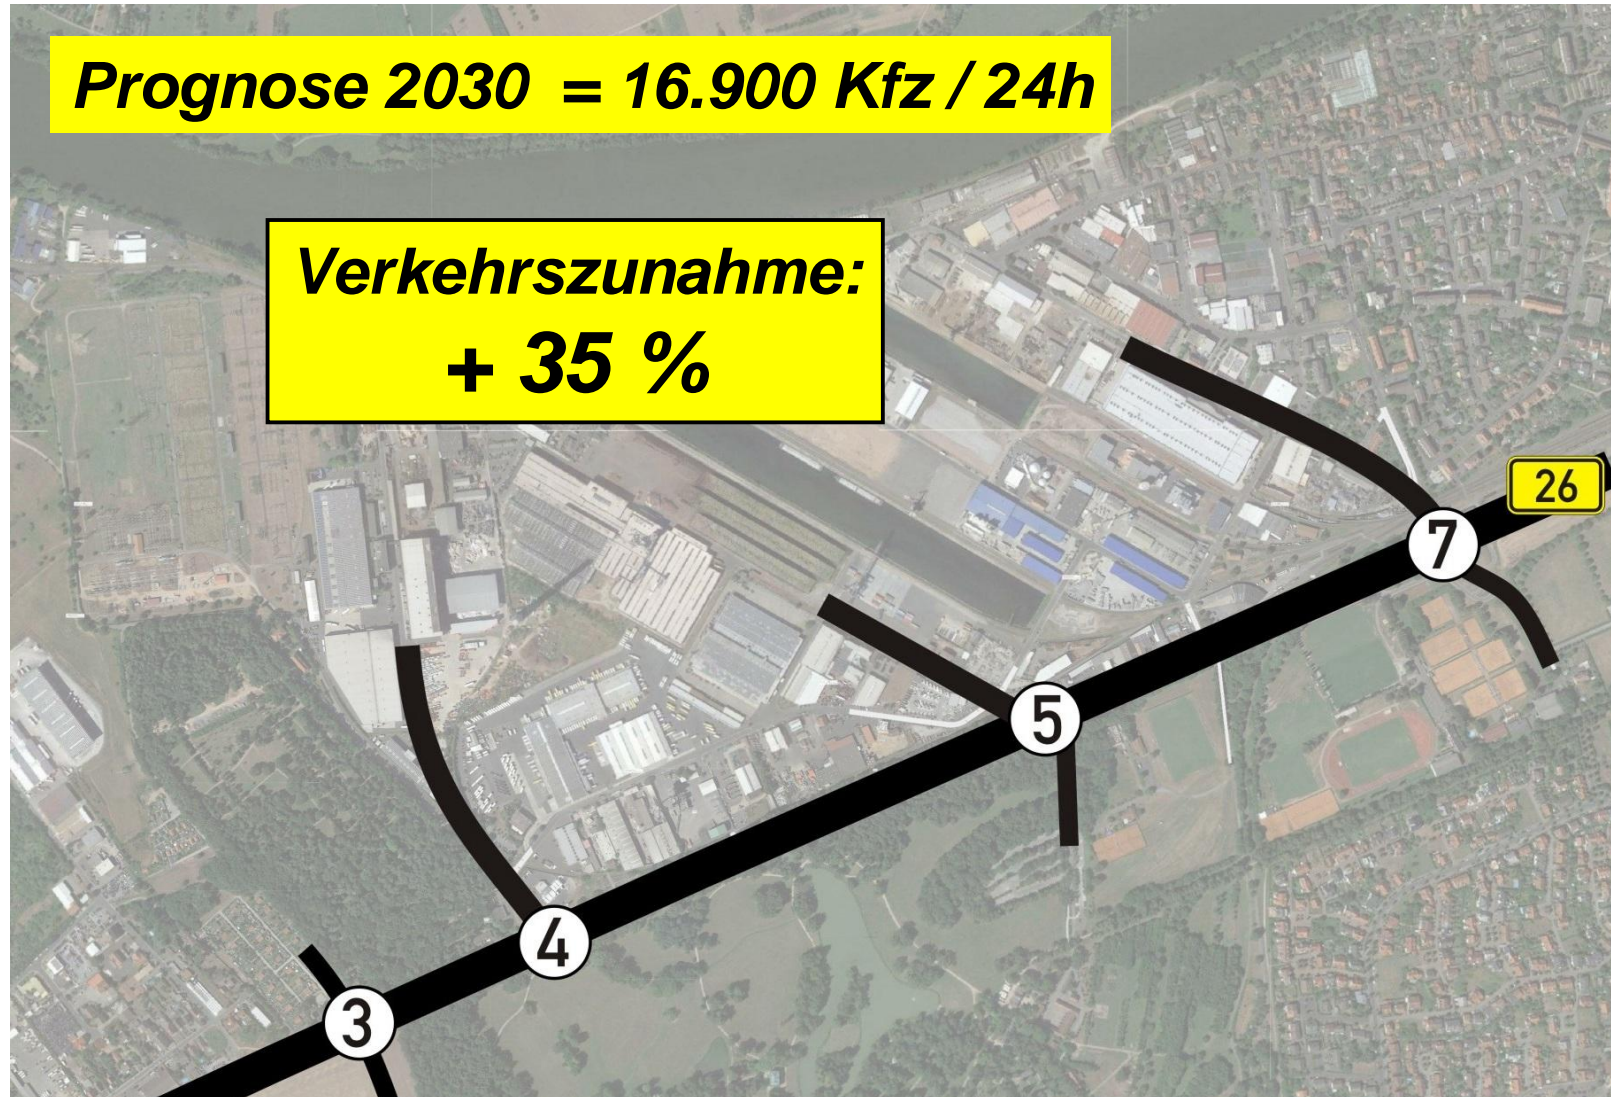 Prognose 2030 = 16.900 Kfz / 24h
Verkehrszunahme:
+ 35 %
26
7
5
4
3